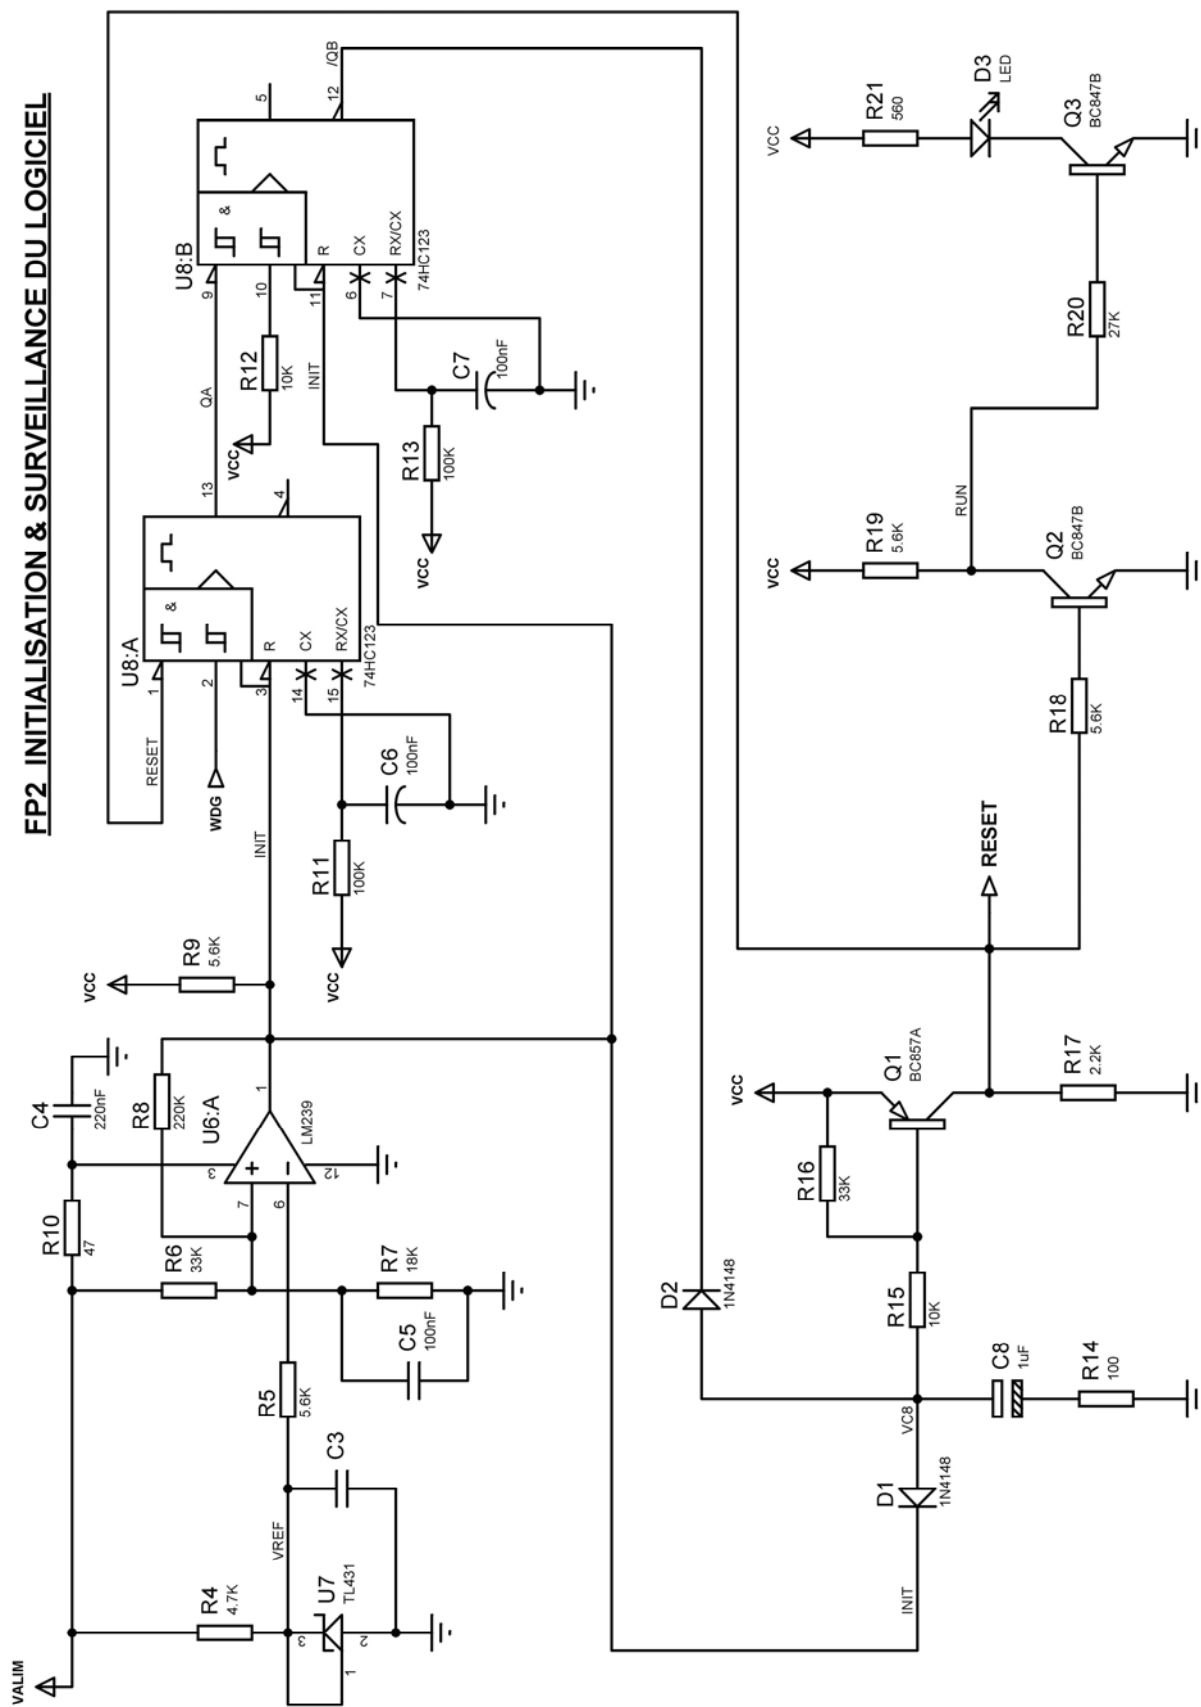 FP2 INITIALISATION & SURVEILLANCE DU LOGICIEL
VALIM
R4
4.7K
VREF
U7
TL431
3
2
1
C3
R5
5.6K
R10
47
C4
220nF
R6
33K
R7
18K
C5
100nF
R8
220K
U6:A
LM239
+
−
7
6
3
12
1
VCC
R9
5.6K
INIT
RESET
WDG
U8:A
1
2
3
14
15
&
R
CX
RX/CX
74HC123
13
4
VCC
R11
100K
C6
100nF
QA
VCC
R12
10K
INIT
U8:B
9
10
11
6
7
&
R
CX
RX/CX
74HC123
5
12
/QB
VCC
R13
100K
C7
100nF
D2
1N4148
INIT
D1
1N4148
VC8
C8
1uF
R14
100
R15
10K
R16
33K
VCC
Q1
BC857A
R17
2.2K
RESET
R18
5.6K
VCC
R19
5.6K
RUN
Q2
BC847B
R20
27K
VCC
R21
560
D3
LED
Q3
BC847B